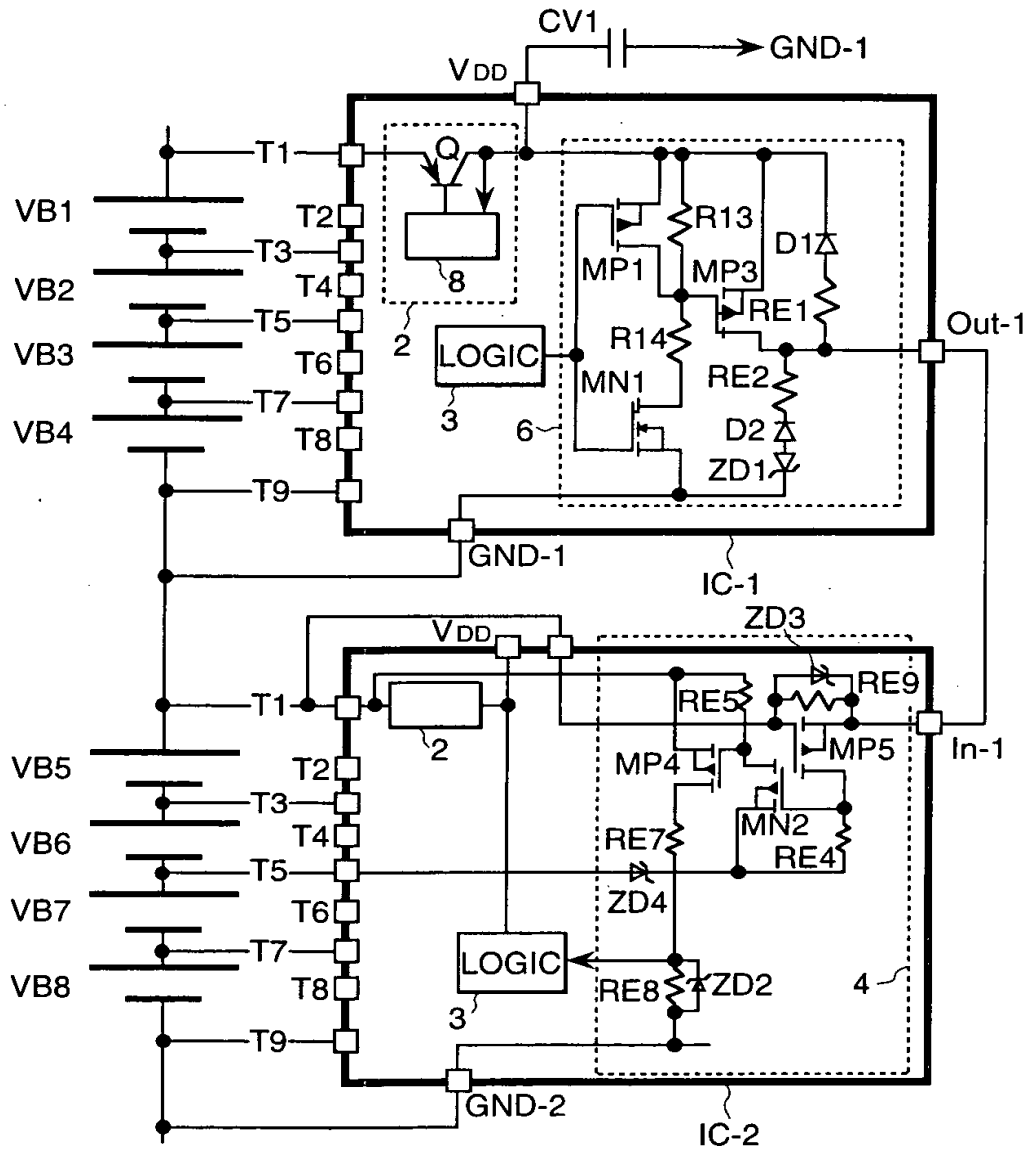 CV1
GND-1
VDD
T1
Q
VB1
T2
R13
D1
T3
8
MP1
MP3
VB2
T4
RE1
T5
2
R14
Out-1
VB3
LOGIC
T6
MN1
RE2
T7
3
VB4
T8
6
D2
ZD1
T9
GND-1
IC-1
ZD3
VDD
RE5
RE9
T1
2
In-1
MP4
MP5
VB5
T2
T3
MN2
VB6
T4
RE7
RE4
T5
ZD4
VB7
T6
T7
LOGIC
VB8
T8
RE8
ZD2
4
3
T9
GND-2
IC-2